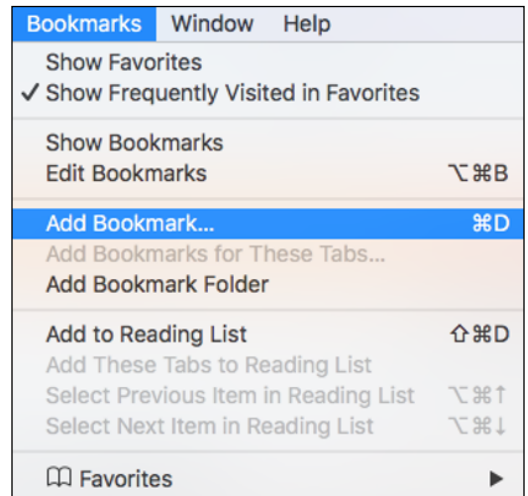 Bookmarks Window Help
Show Favorites
✓ Show Frequently Visited in Favorites
Show Bookmarks
Edit Bookmarks ⌥⌘B
Add Bookmark... ⌘D
Add Bookmarks for These Tabs...
Add Bookmark Folder
Add to Reading List ⇧⌘D
Add These Tabs to Reading List
Select Previous Item in Reading List ⌥⌘↑
Select Next Item in Reading List ⌥⌘↓
Favorites ▶